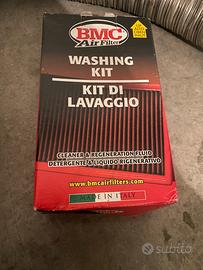 BMC
Air Filter
WASHING
KIT
KIT DI
LAVAGGIO
CLEANER & REGENERATION FLUID
DETERGENTE & LIQUIDO RIGENERATIVO
www.bmcairfilters.com
MADE IN ITALY
subito